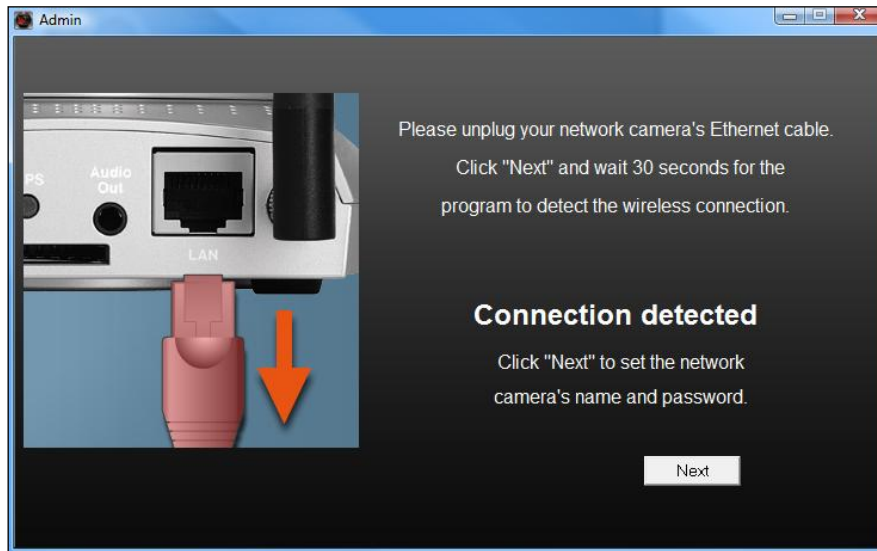 Admin
PS
Audio
Out
LAN
Please unplug your network camera's Ethernet cable.
Click "Next" and wait 30 seconds for the
program to detect the wireless connection.
Connection detected
Click "Next" to set the network
camera's name and password.
Next